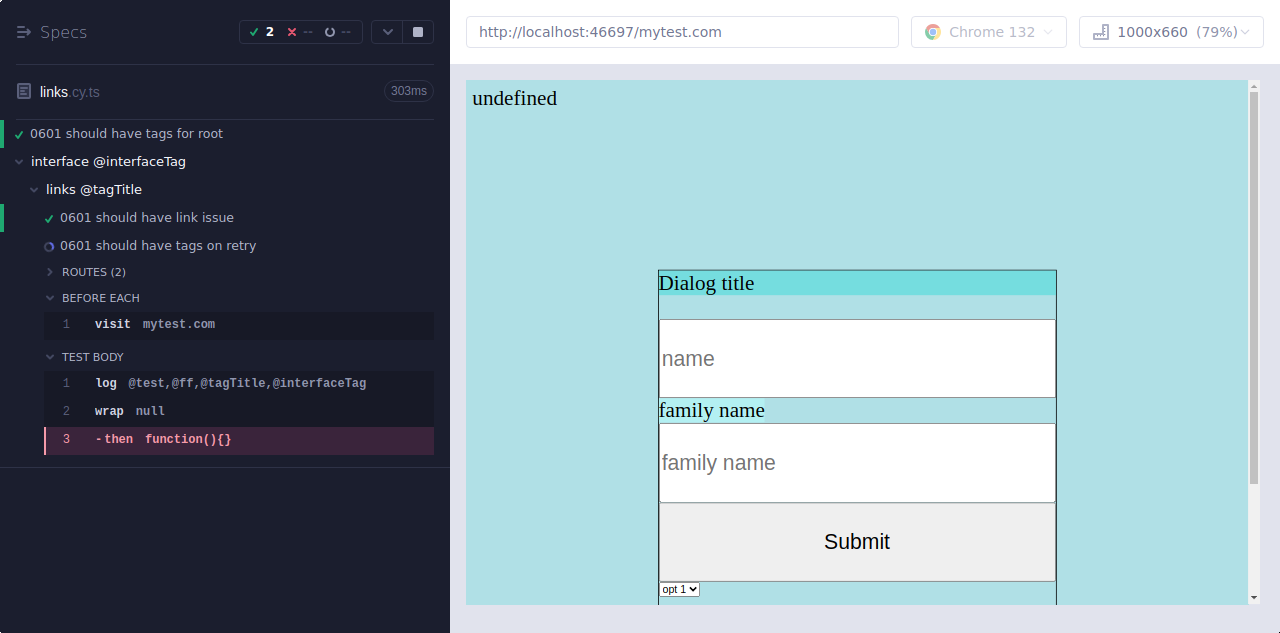 Specs
2 -- --
links.cy.ts 303ms
0601 should have tags for root
interface @interfaceTag
links @tagTitle
0601 should have link issue
0601 should have tags on retry
ROUTES (2)
BEFORE EACH
1 visit mytest.com
TEST BODY
1 log @test,@ff,@tagTitle,@interfaceTag
2 wrap null
3 -then function(){}
http://localhost:46697/mytest.com
Chrome 132
1000x660 (79%)
undefined
Dialog title
name
family name
family name
Submit
opt 1